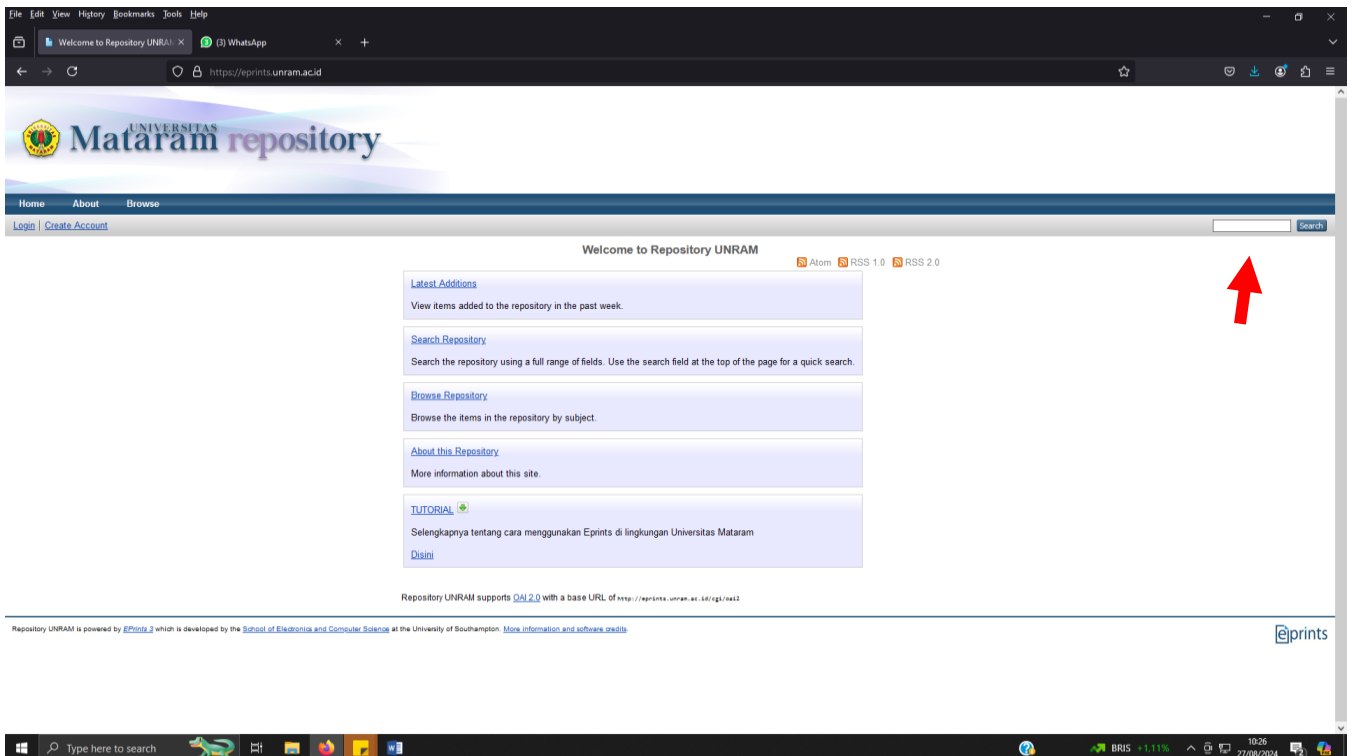 File Edit View History Bookmarks Tools Help
Welcome to Repository UNRA
(3) WhatsApp
https://eprints.unram.ac.id
UNIVERSITAS
Mataram repository
Home About Browse
Login | Create Account
Search
Welcome to Repository UNRAM
Atom RSS 1.0 RSS 2.0
Latest Additions
View items added to the repository in the past week.
Search Repository
Search the repository using a full range of fields. Use the search field at the top of the page for a quick search.
Browse Repository
Browse the items in the repository by subject.
About this Repository
More information about this site.
TUTORIAL
Selengkapnya tentang cara menggunakan Eprints di lingkungan Universitas Mataram
Disini
Repository UNRAM supports OAI 2.0 with a base URL of http://eprints.unram.ac.id/cgi/oai2
Repository UNRAM is powered by EPrints 3 which is developed by the School of Electronics and Computer Science at the University of Southampton. More information and software credits.
eprints
Type here to search
BRIS +1.11%
10:26
27/08/2024